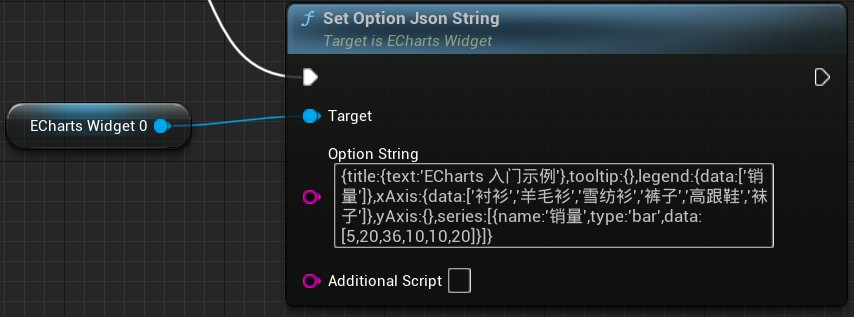 Set Option Json String
Target is ECharts Widget
ECharts Widget 0
Target
Option String
{title:{text:'ECharts 入门示例'},tooltip:{},legend:{data:['销
量']},xAxis:{data:['衬衫','羊毛衫','雪纺衫','裤子','高跟鞋','袜
子']},yAxis:{},series:[{name:'销量',type:'bar',data:
[5,20,36,10,10,20]}]}
Additional Script